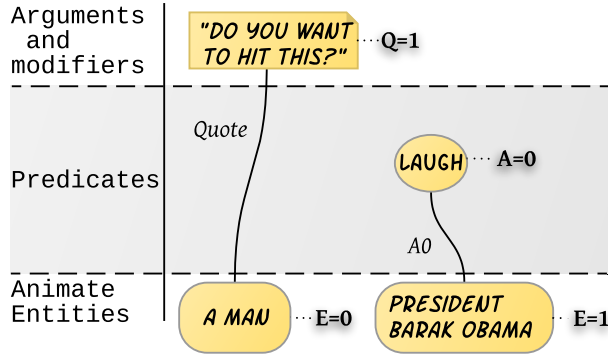 Arguments
and
modifiers
"DO YOU WANT
TO HIT THIS?"
Q=1
Quote
Predicates
LAUGH
A=0
A0
Animate
Entities
A MAN
E=0
PRESIDENT
BARAK OBAMA
E=1